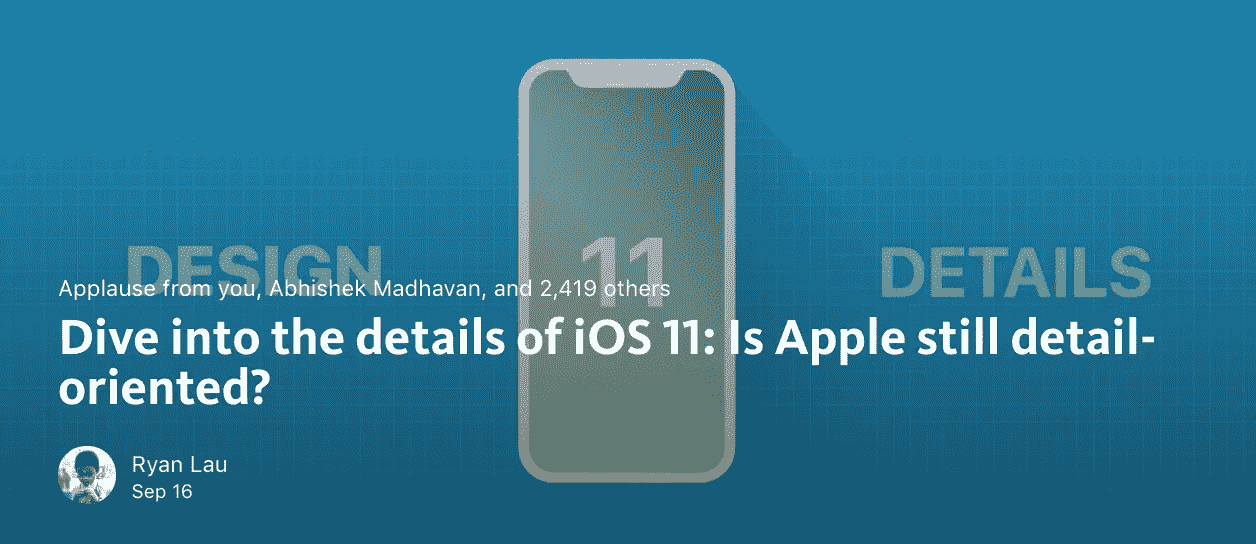 DESIGN 11 DETAILS
Applause from you, Abhishek Madhavan, and 2,419 others
Dive into the details of iOS 11: Is Apple still detail-
oriented?
Ryan Lau
Sep 16